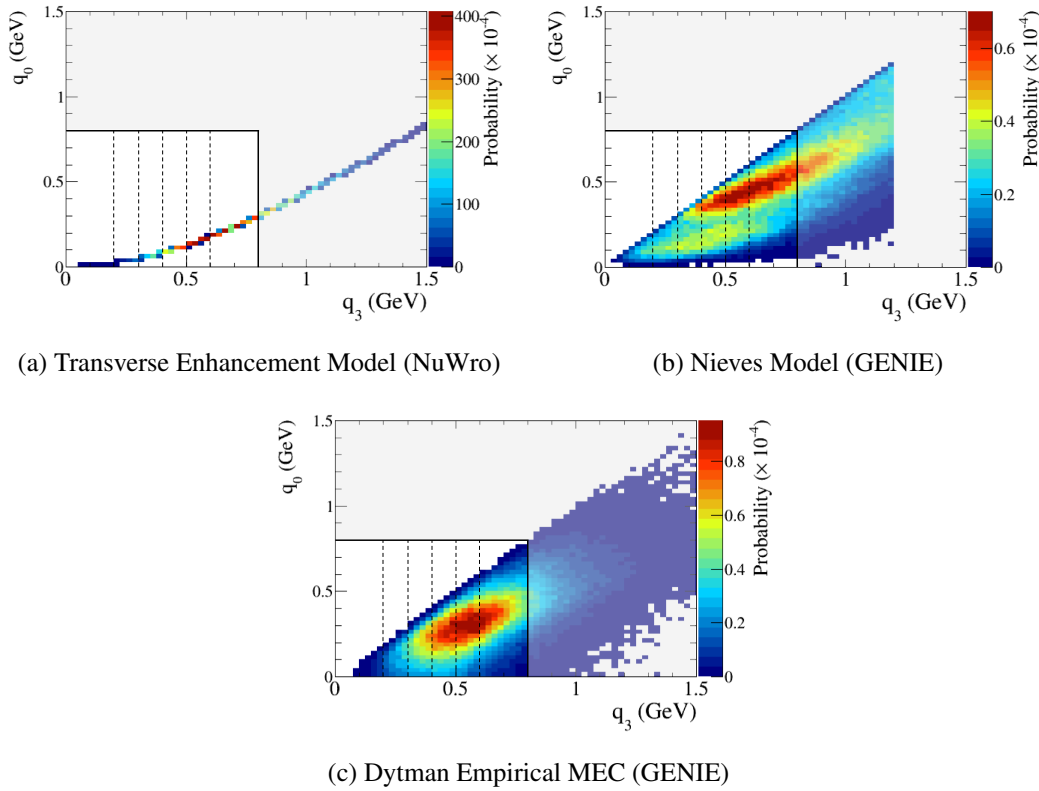 1.5
1
0.5
0
q0 (GeV)
0 0.5 1 1.5
q3 (GeV)
400
300
200
100
0
Probability (× 10-4)
1.5
1
0.5
0
q0 (GeV)
0 0.5 1 1.5
q3 (GeV)
0.6
0.4
0.2
0
Probability (× 10-4)
(a) Transverse Enhancement Model (NuWro)
(b) Nieves Model (GENIE)
1.5
1
0.5
0
q0 (GeV)
0 0.5 1 1.5
q3 (GeV)
0.8
0.6
0.4
0.2
0
Probability (× 10-4)
(c) Dytman Empirical MEC (GENIE)